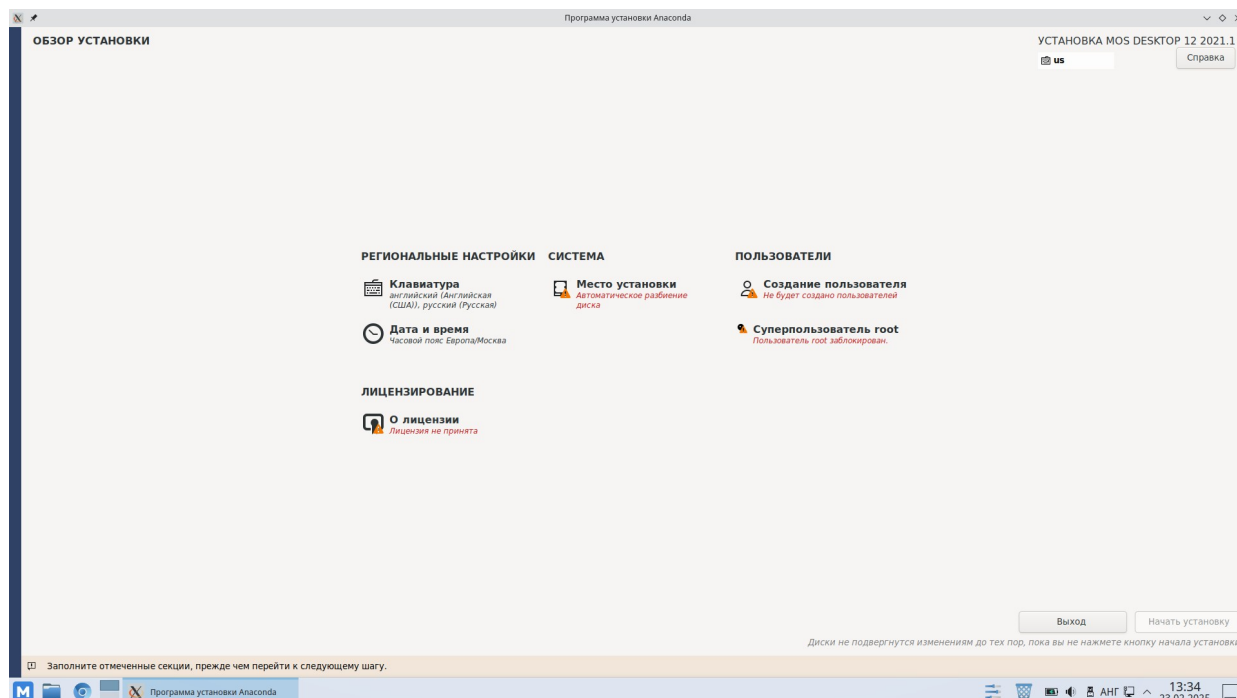 Программа установки Anaconda
ОБЗОР УСТАНОВКИ
УСТАНОВКА MOS DESKTOP 12 2021.1
us
Справка
РЕГИОНАЛЬНЫЕ НАСТРОЙКИ
Клавиатура
английский (Английская
(США)), русский (Русская)
Дата и время
Часовой пояс Европа/Москва
СИСТЕМА
Место установки
Автоматическое разбиение
диска
ПОЛЬЗОВАТЕЛИ
Создание пользователя
Не будет создано пользователей
Суперпользователь root
Пользователь root заблокирован.
ЛИЦЕНЗИРОВАНИЕ
О лицензии
Лицензия не принята
Выход
Начать установку
Диски не подвергнутся изменениям до тех пор, пока вы не нажмете кнопку начала установки
Заполните отмеченные секции, прежде чем перейти к следующему шагу.
M
Программа установки Anaconda
АНГ
13:34
23.02.2025